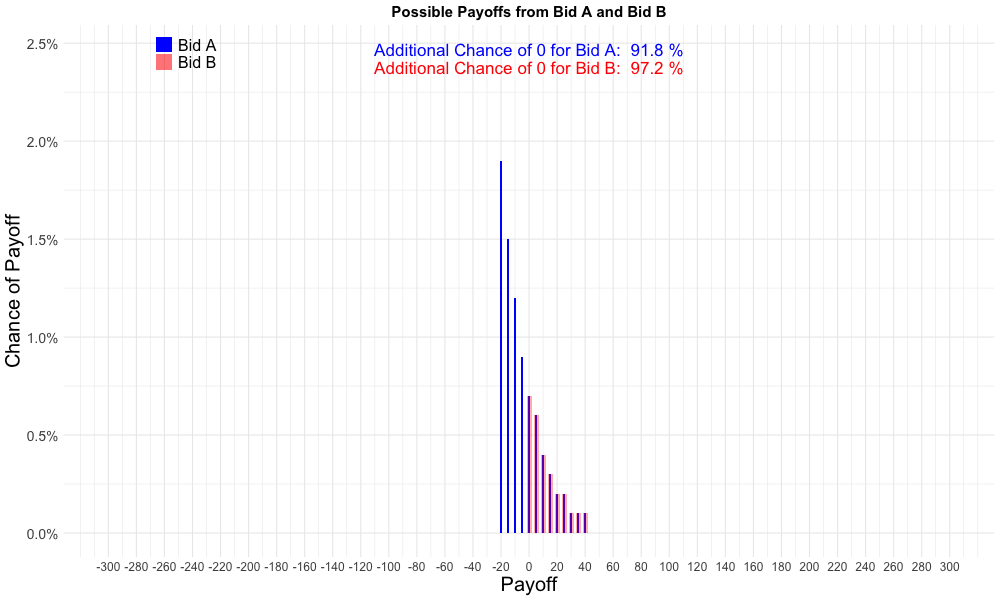 Possible Payoffs from Bid A and Bid B
Bid A
Bid B
Additional Chance of 0 for Bid A: 91.8 %
Additional Chance of 0 for Bid B: 97.2 %
Chance of Payoff
2.5%
2.0%
1.5%
1.0%
0.5%
0.0%
-300 -280 -260 -240 -220 -200 -180 -160 -140 -120 -100 -80 -60 -40 -20 0 20 40 60 80 100 120 140 160 180 200 220 240 260 280 300
Payoff